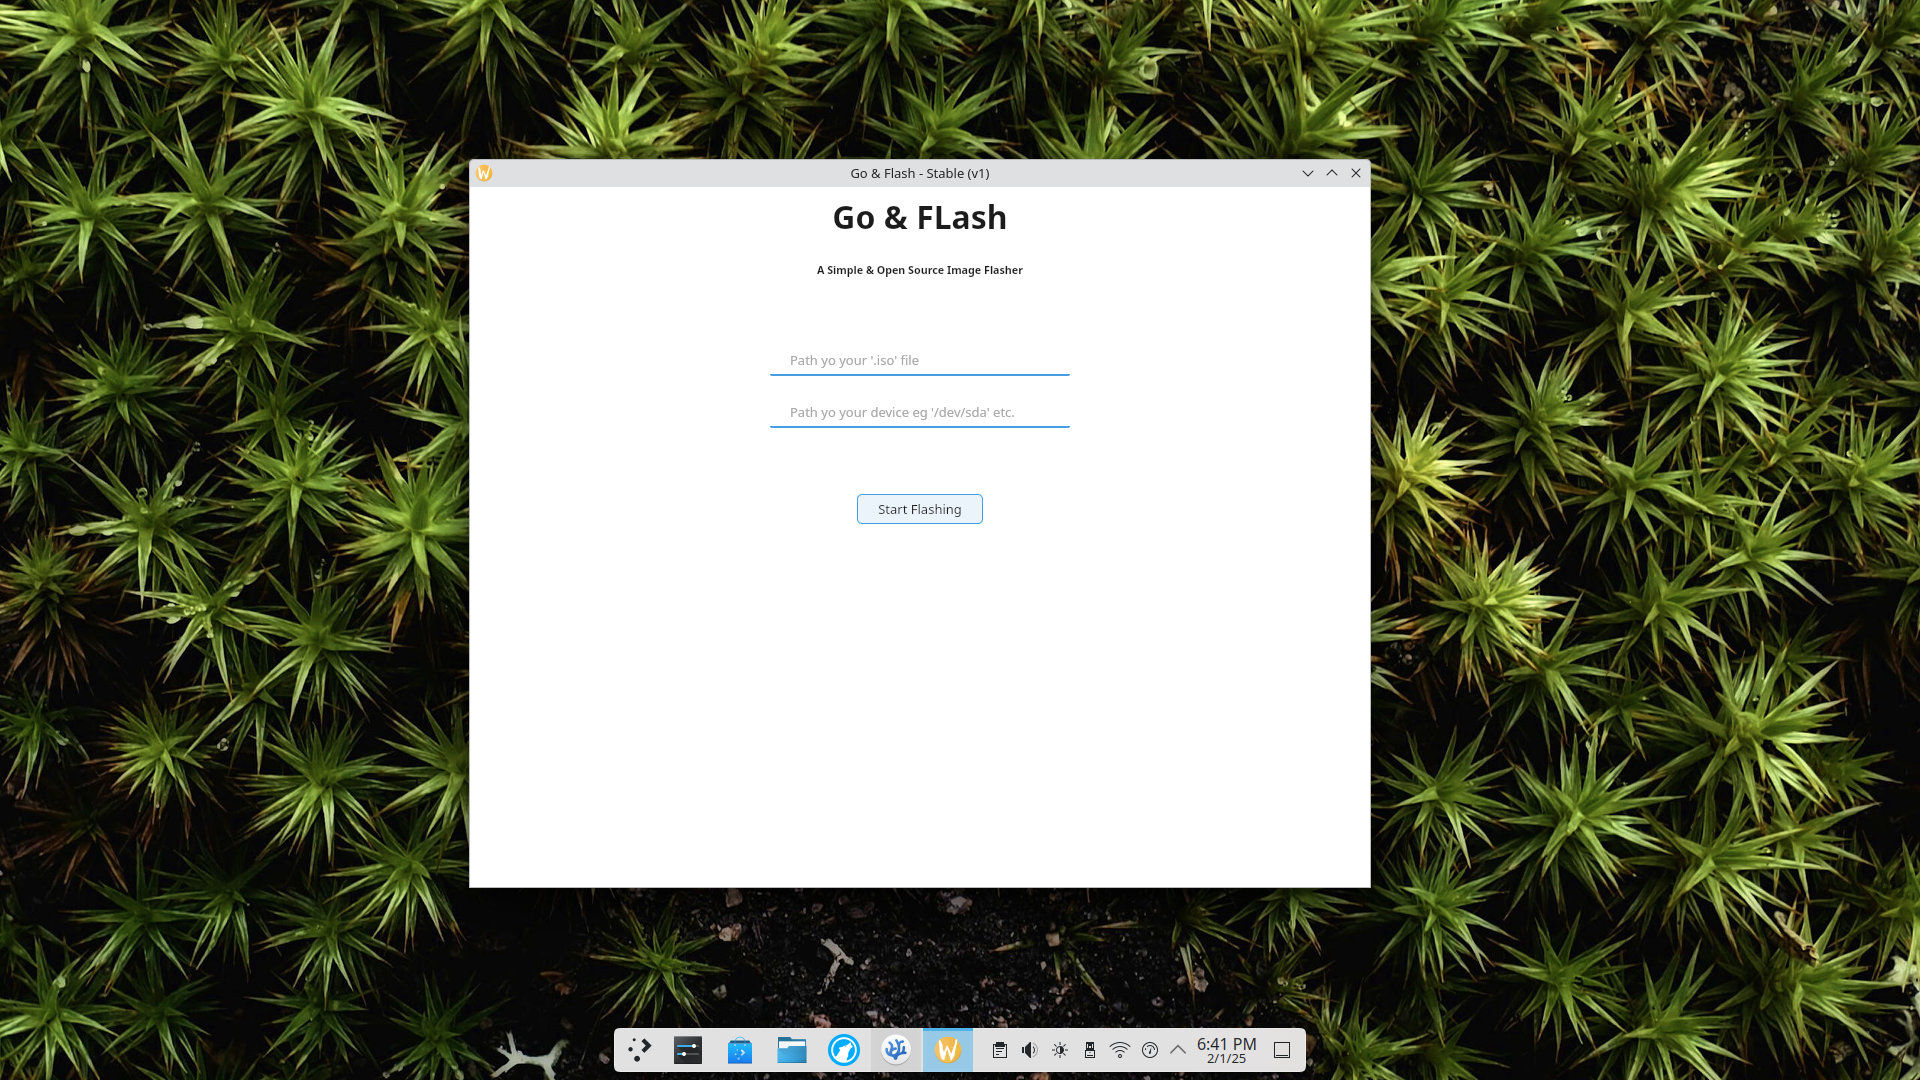 Go & Flash - Stable (v1)
Go & FLash
A Simple & Open Source Image Flasher
Path yo your '.iso' file
Path yo your device eg '/dev/sda' etc.
Start Flashing
6:41 PM
2/1/25